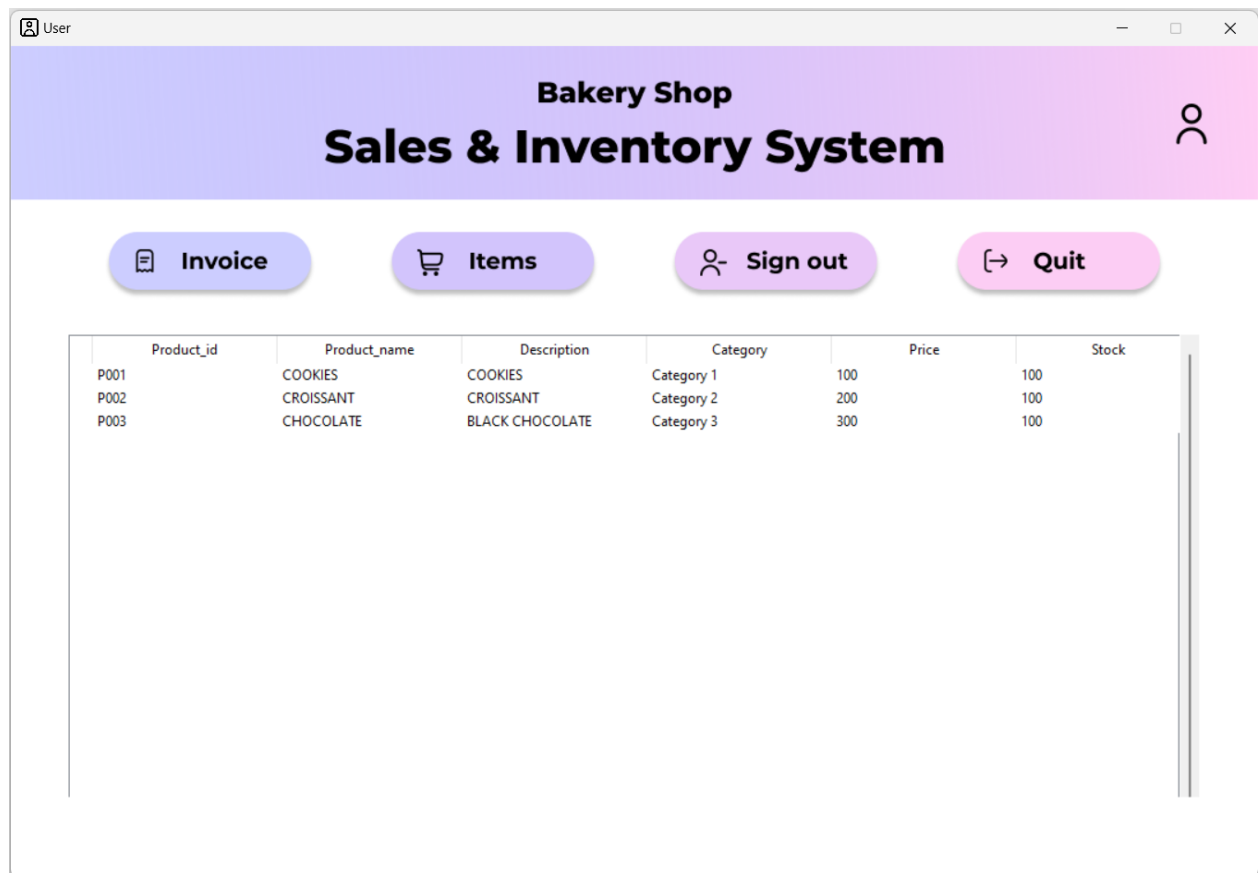 User
Bakery Shop
Sales & Inventory System
Invoice Items Sign out Quit
Product_id Product_name Description Category Price Stock
P001 COOKIES COOKIES Category 1 100 100
P002 CROISSANT CROISSANT Category 2 200 100
P003 CHOCOLATE BLACK CHOCOLATE Category 3 300 100